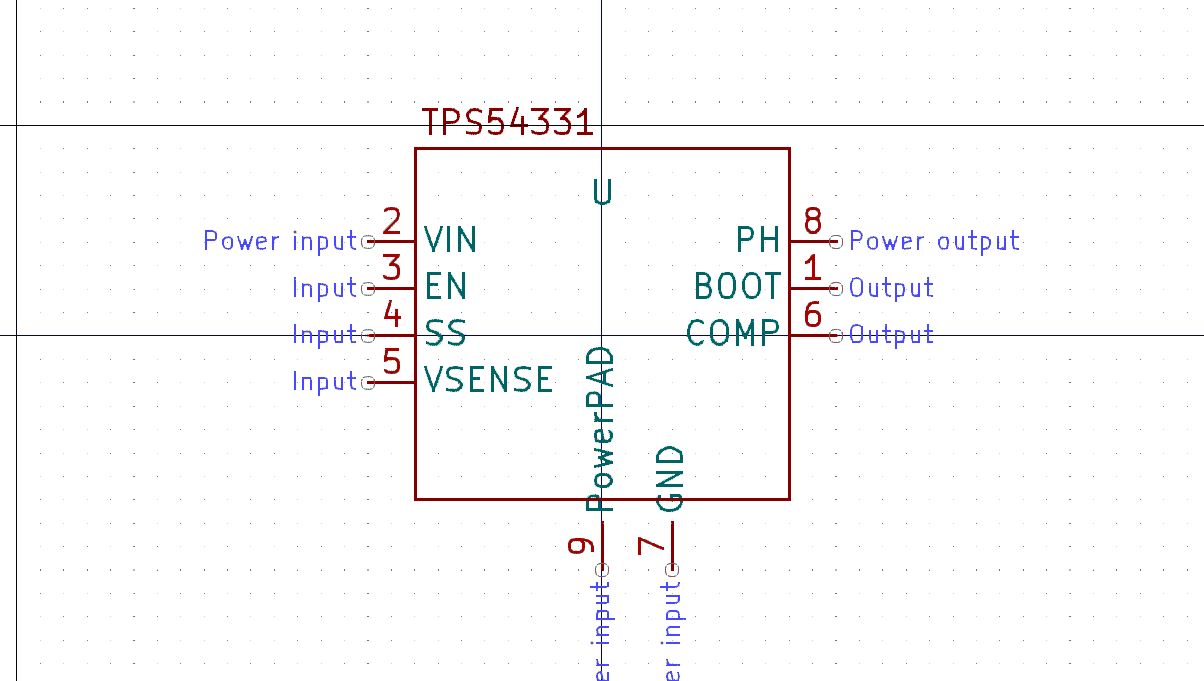 TPS54331
U
Power input 2 VIN PH 8 Power output
Input 3 EN BOOT 1 Output
Input 4 SS COMP 6 Output
Input 5 VSENSE
PowerPAD
GND
9
7
er input
er input